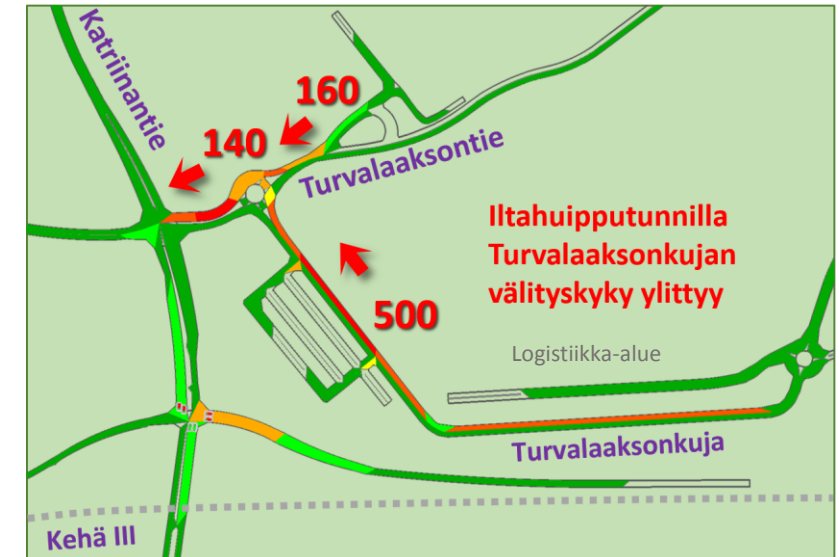 Katriinantie
160
140
Turvalaaksontie
Iltahuipputunnilla
Turvalaaksonkujan
välityskyky ylittyy
500
Logistiikka-alue
Turvalaaksonkuja
Kehä III